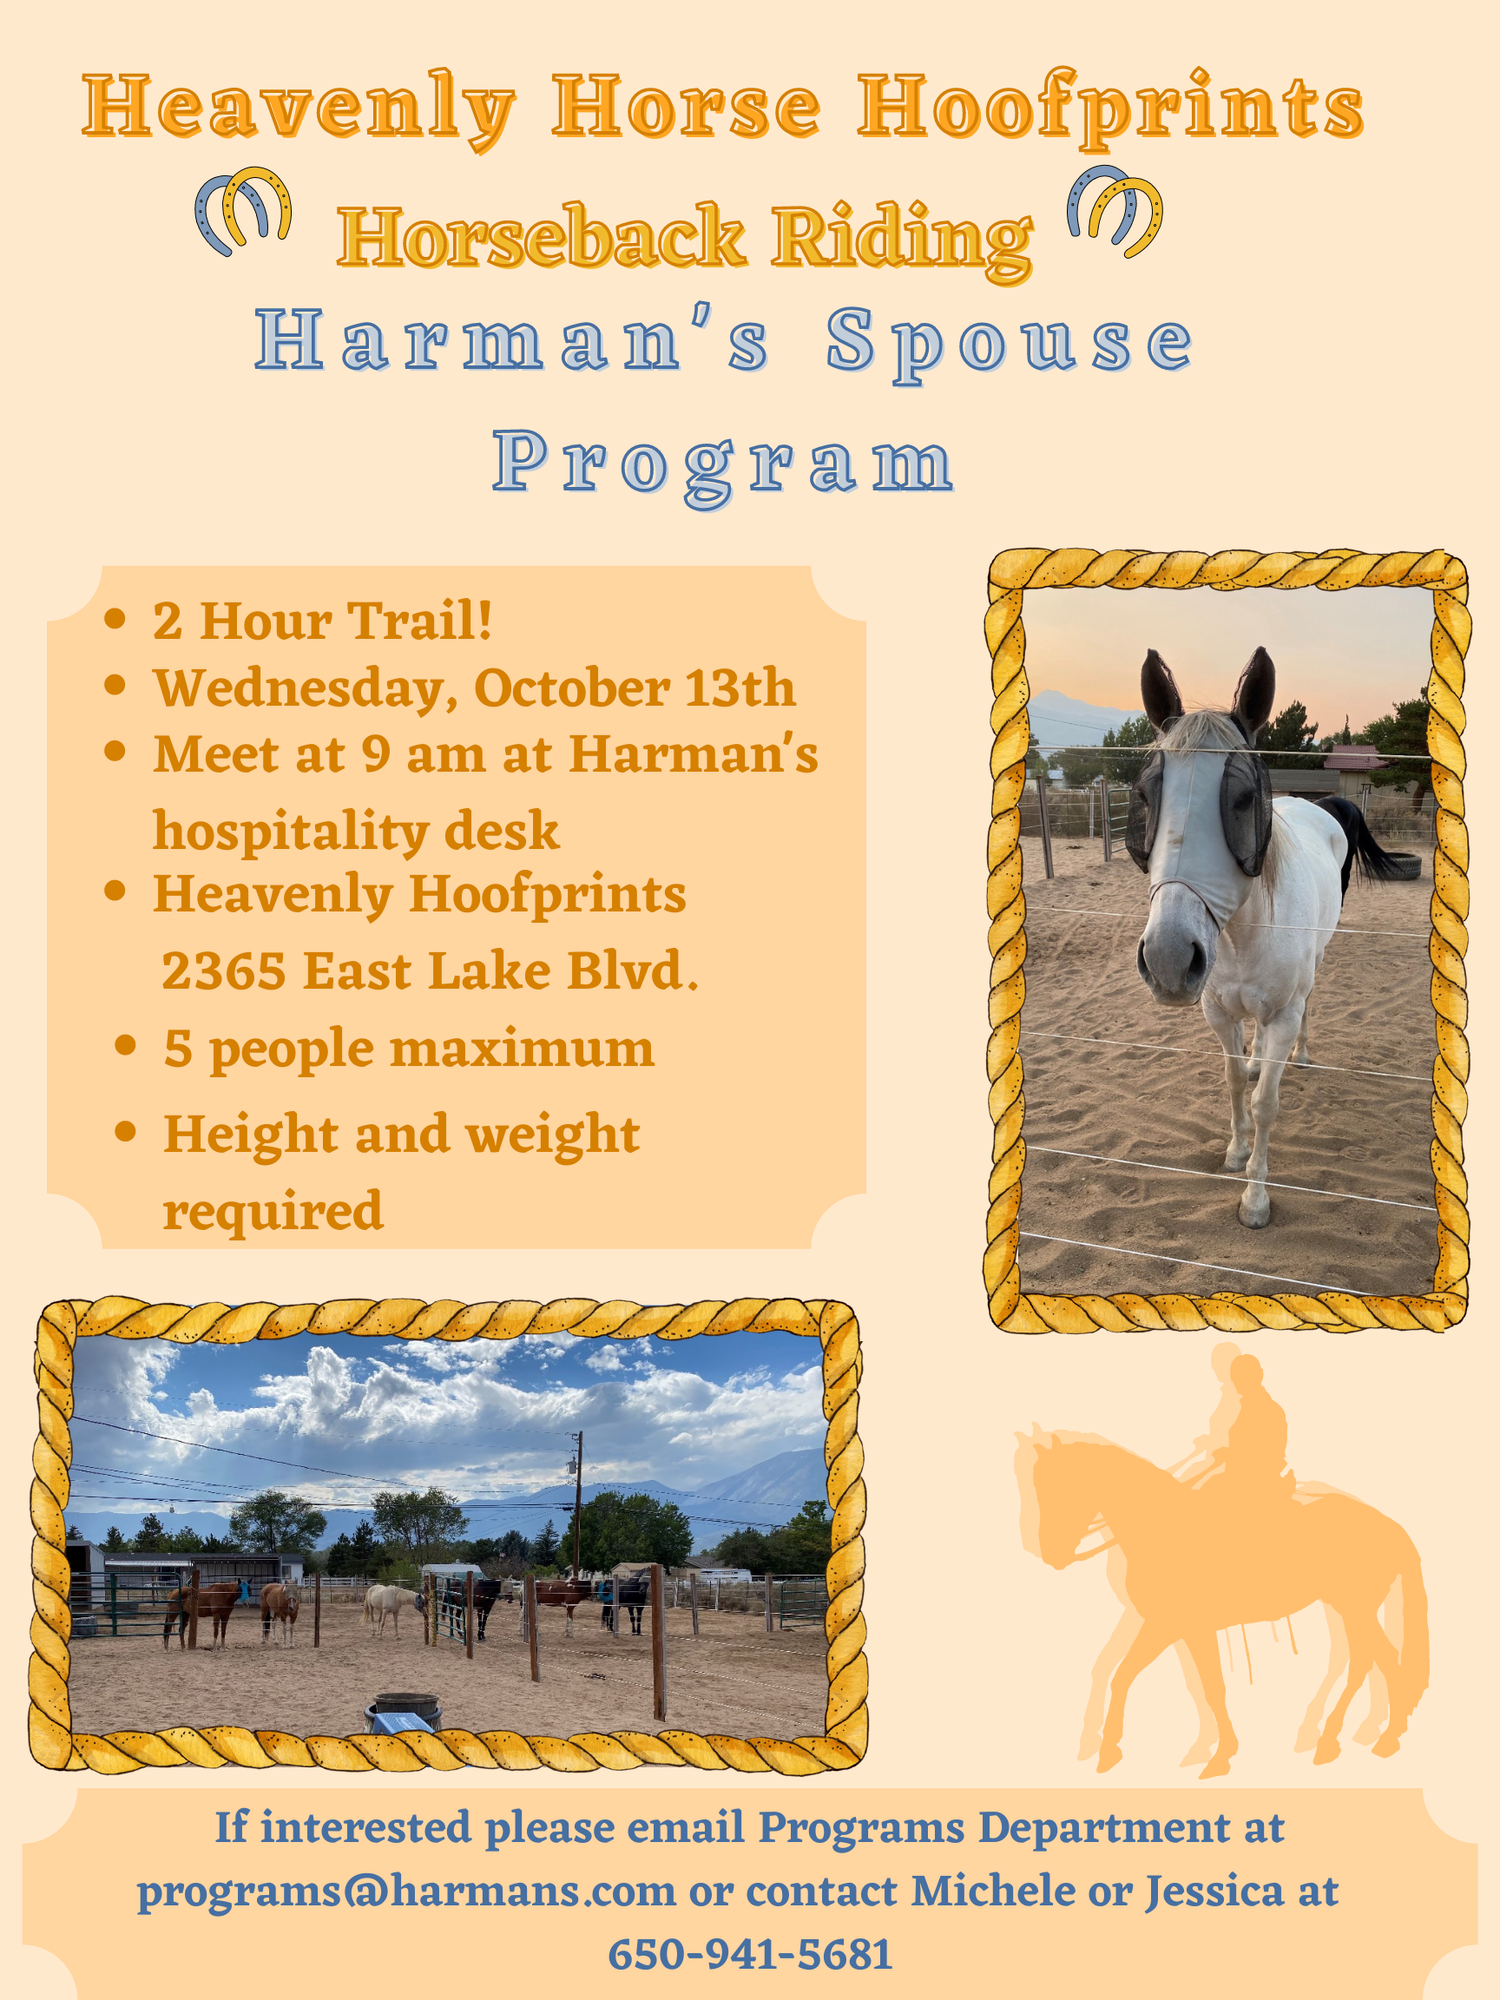 Heavenly Horse Hoofprints
Horseback Riding
Harman's Spouse
Program
• 2 Hour Trail!
• Wednesday, October 13th
• Meet at 9 am at Harman's
hospitality desk
• Heavenly Hoofprints
2365 East Lake Blvd.
• 5 people maximum
• Height and weight
required
If interested please email Programs Department at
programs@harmans.com or contact Michele or Jessica at
650-941-5681